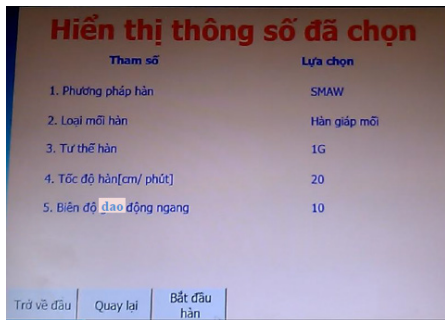 Hiển thị thông số đã chọn
Tham số Lựa chọn
1. Phương pháp hàn SMAW
2. Loại mối hàn Hàn giáp mối
3. Tư thế hàn 1G
4. Tốc độ hàn[cm/ phút] 20
5. Biên độ dao động ngang 10
Trở về đầu Quay lại Bắt đầu
hàn